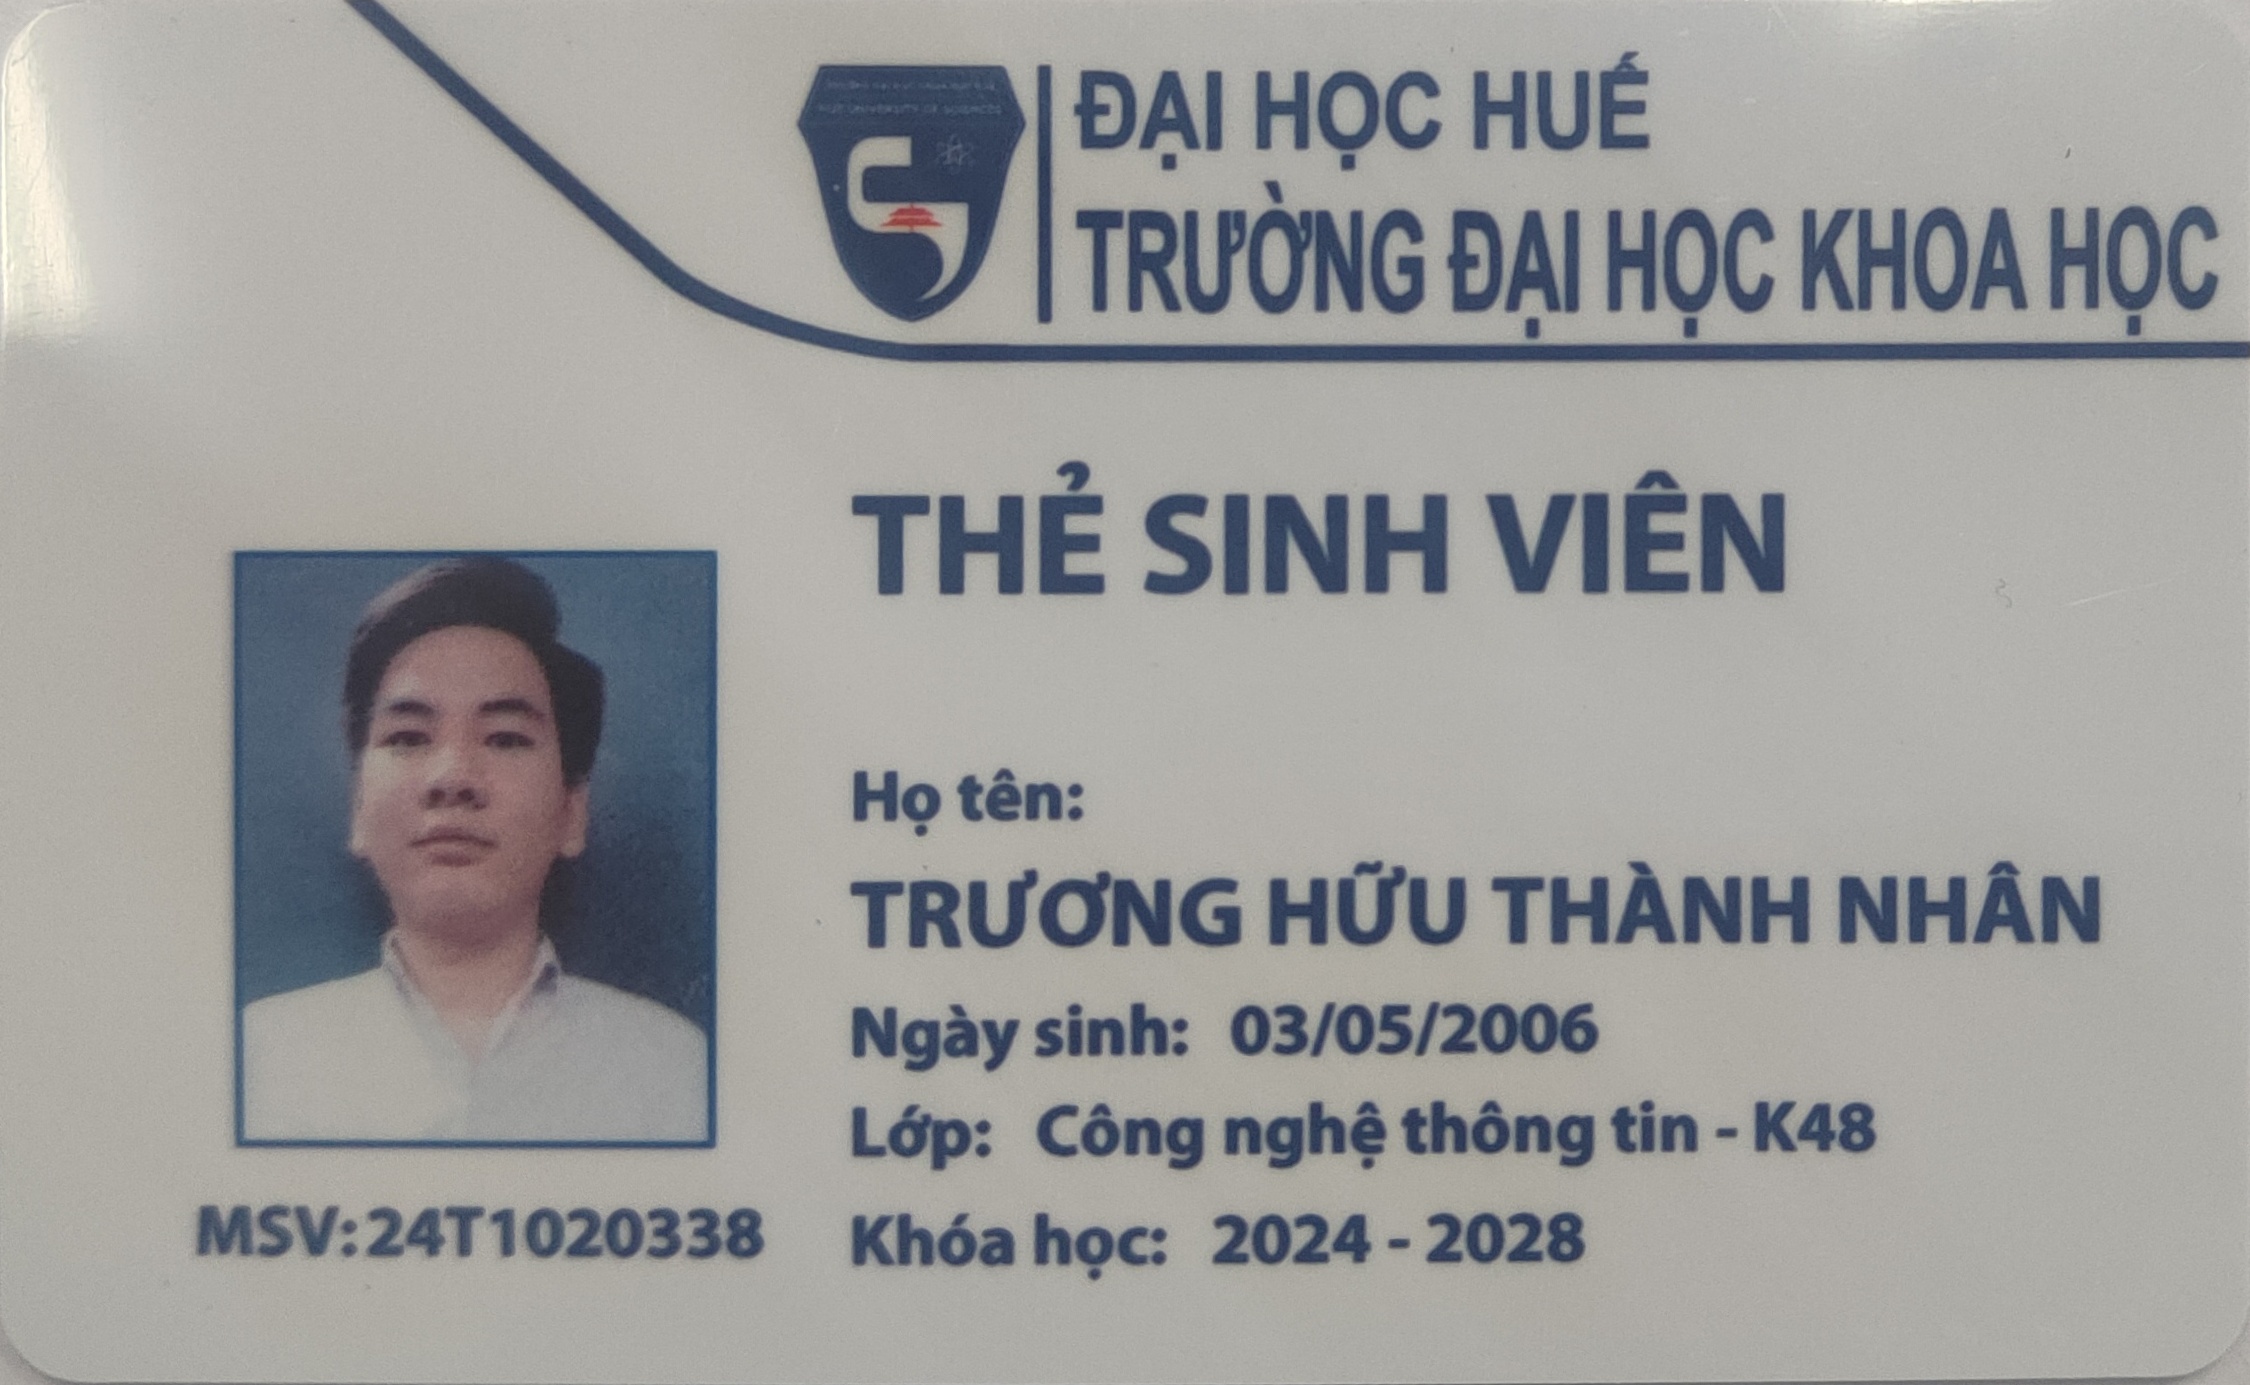 ĐẠI HỌC HUẾ
TRƯỜNG ĐẠI HỌC KHOA HỌC
THẺ SINH VIÊN
Họ tên:
TRƯƠNG HỮU THÀNH NHÂN
Ngày sinh: 03/05/2006
Lớp: Công nghệ thông tin - K48
Khóa học: 2024 - 2028
MSV:24T1020338